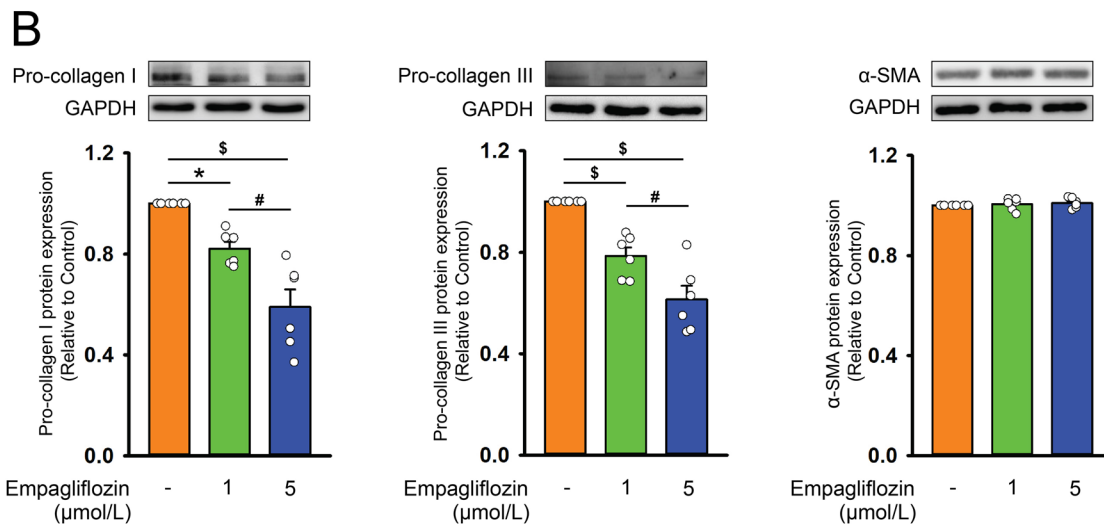 B
Pro-collagen I
GAPDH
Pro-collagen I protein expression
(Relative to Control)
1.2
0.8
0.4
0.0
$
*
#
Empagliflozin - 1 5
(μmol/L)
Pro-collagen III
GAPDH
Pro-collagen III protein expression
(Relative to Control)
1.2
0.8
0.4
0.0
$
$
#
Empagliflozin - 1 5
(μmol/L)
α-SMA
GAPDH
α-SMA protein expression
(Relative to Control)
1.2
0.8
0.4
0.0
Empagliflozin - 1 5
(μmol/L)